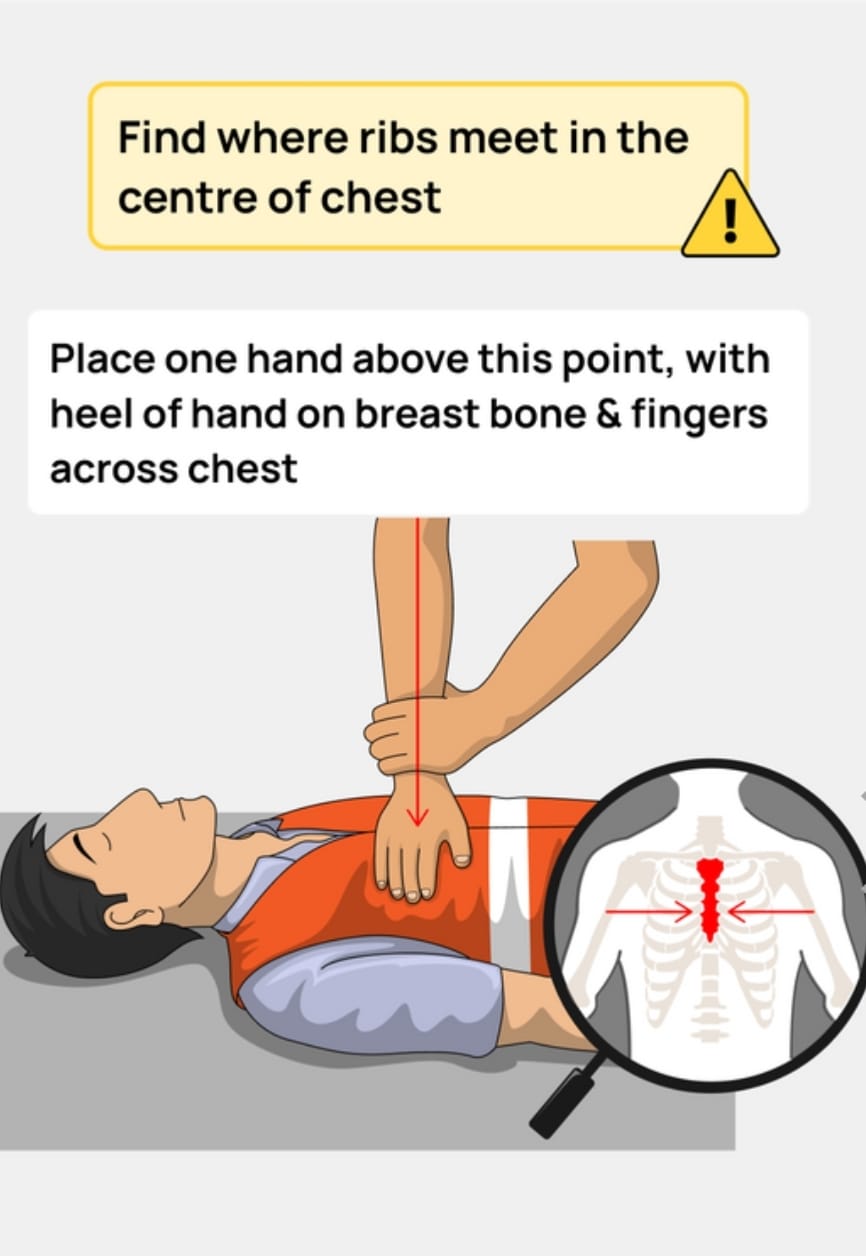 Find where ribs meet in the
centre of chest
!
Place one hand above this point, with
heel of hand on breast bone & fingers
across chest